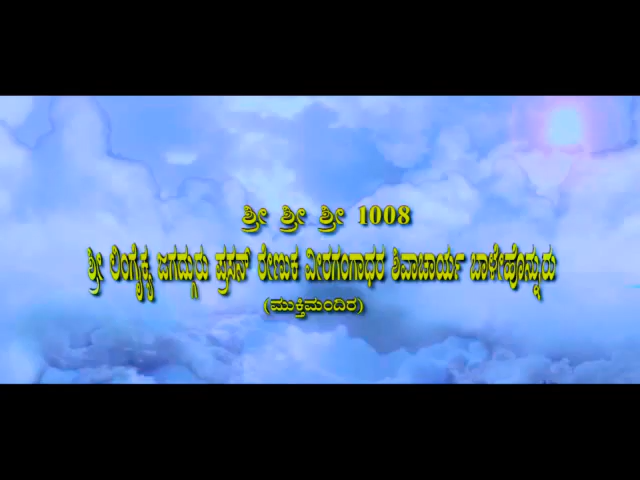 ಶ್ರೀ ಶ್ರೀ ಶ್ರೀ 1008
ಶ್ರೀ ಲಿಂಗೈಕ್ಯ ಜಗದ್ಗುರು ಪ್ರಸನ್ ರೇಣುಕ ವೀರಗಂಗಾಧರ ಶಿವಾಚಾರ್ಯ ಬಾಳೇಹೊನ್ನುರು
(ಮುಕ್ತಿಮಂದಿರ)